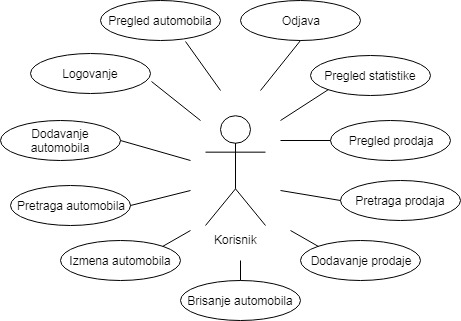 Pregled automobila
Odjava
Logovanje
Pregled statistike
Dodavanje
automobila
Pregled prodaja
Pretraga automobila
Pretraga prodaja
Korisnik
Izmena automobila
Dodavanje prodaje
Brisanje automobila